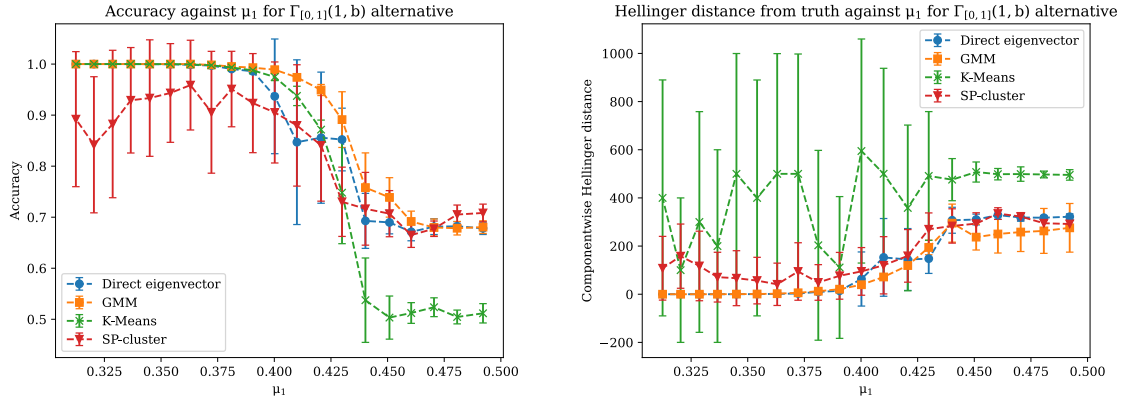 Accuracy against μ₁ for Γ[0, 1](1, b) alternative
Accuracy
1.0
0.9
0.8
0.7
0.6
0.5
Direct eigenvector
GMM
K-Means
SP-cluster
0.325 0.350 0.375 0.400 0.425 0.450 0.475 0.500
μ₁
Hellinger distance from truth against μ₁ for Γ[0, 1](1, b) alternative
Componentwise Hellinger distance
1000
800
600
400
200
0
−200
Direct eigenvector
GMM
K-Means
SP-cluster
0.325 0.350 0.375 0.400 0.425 0.450 0.475 0.500
μ₁